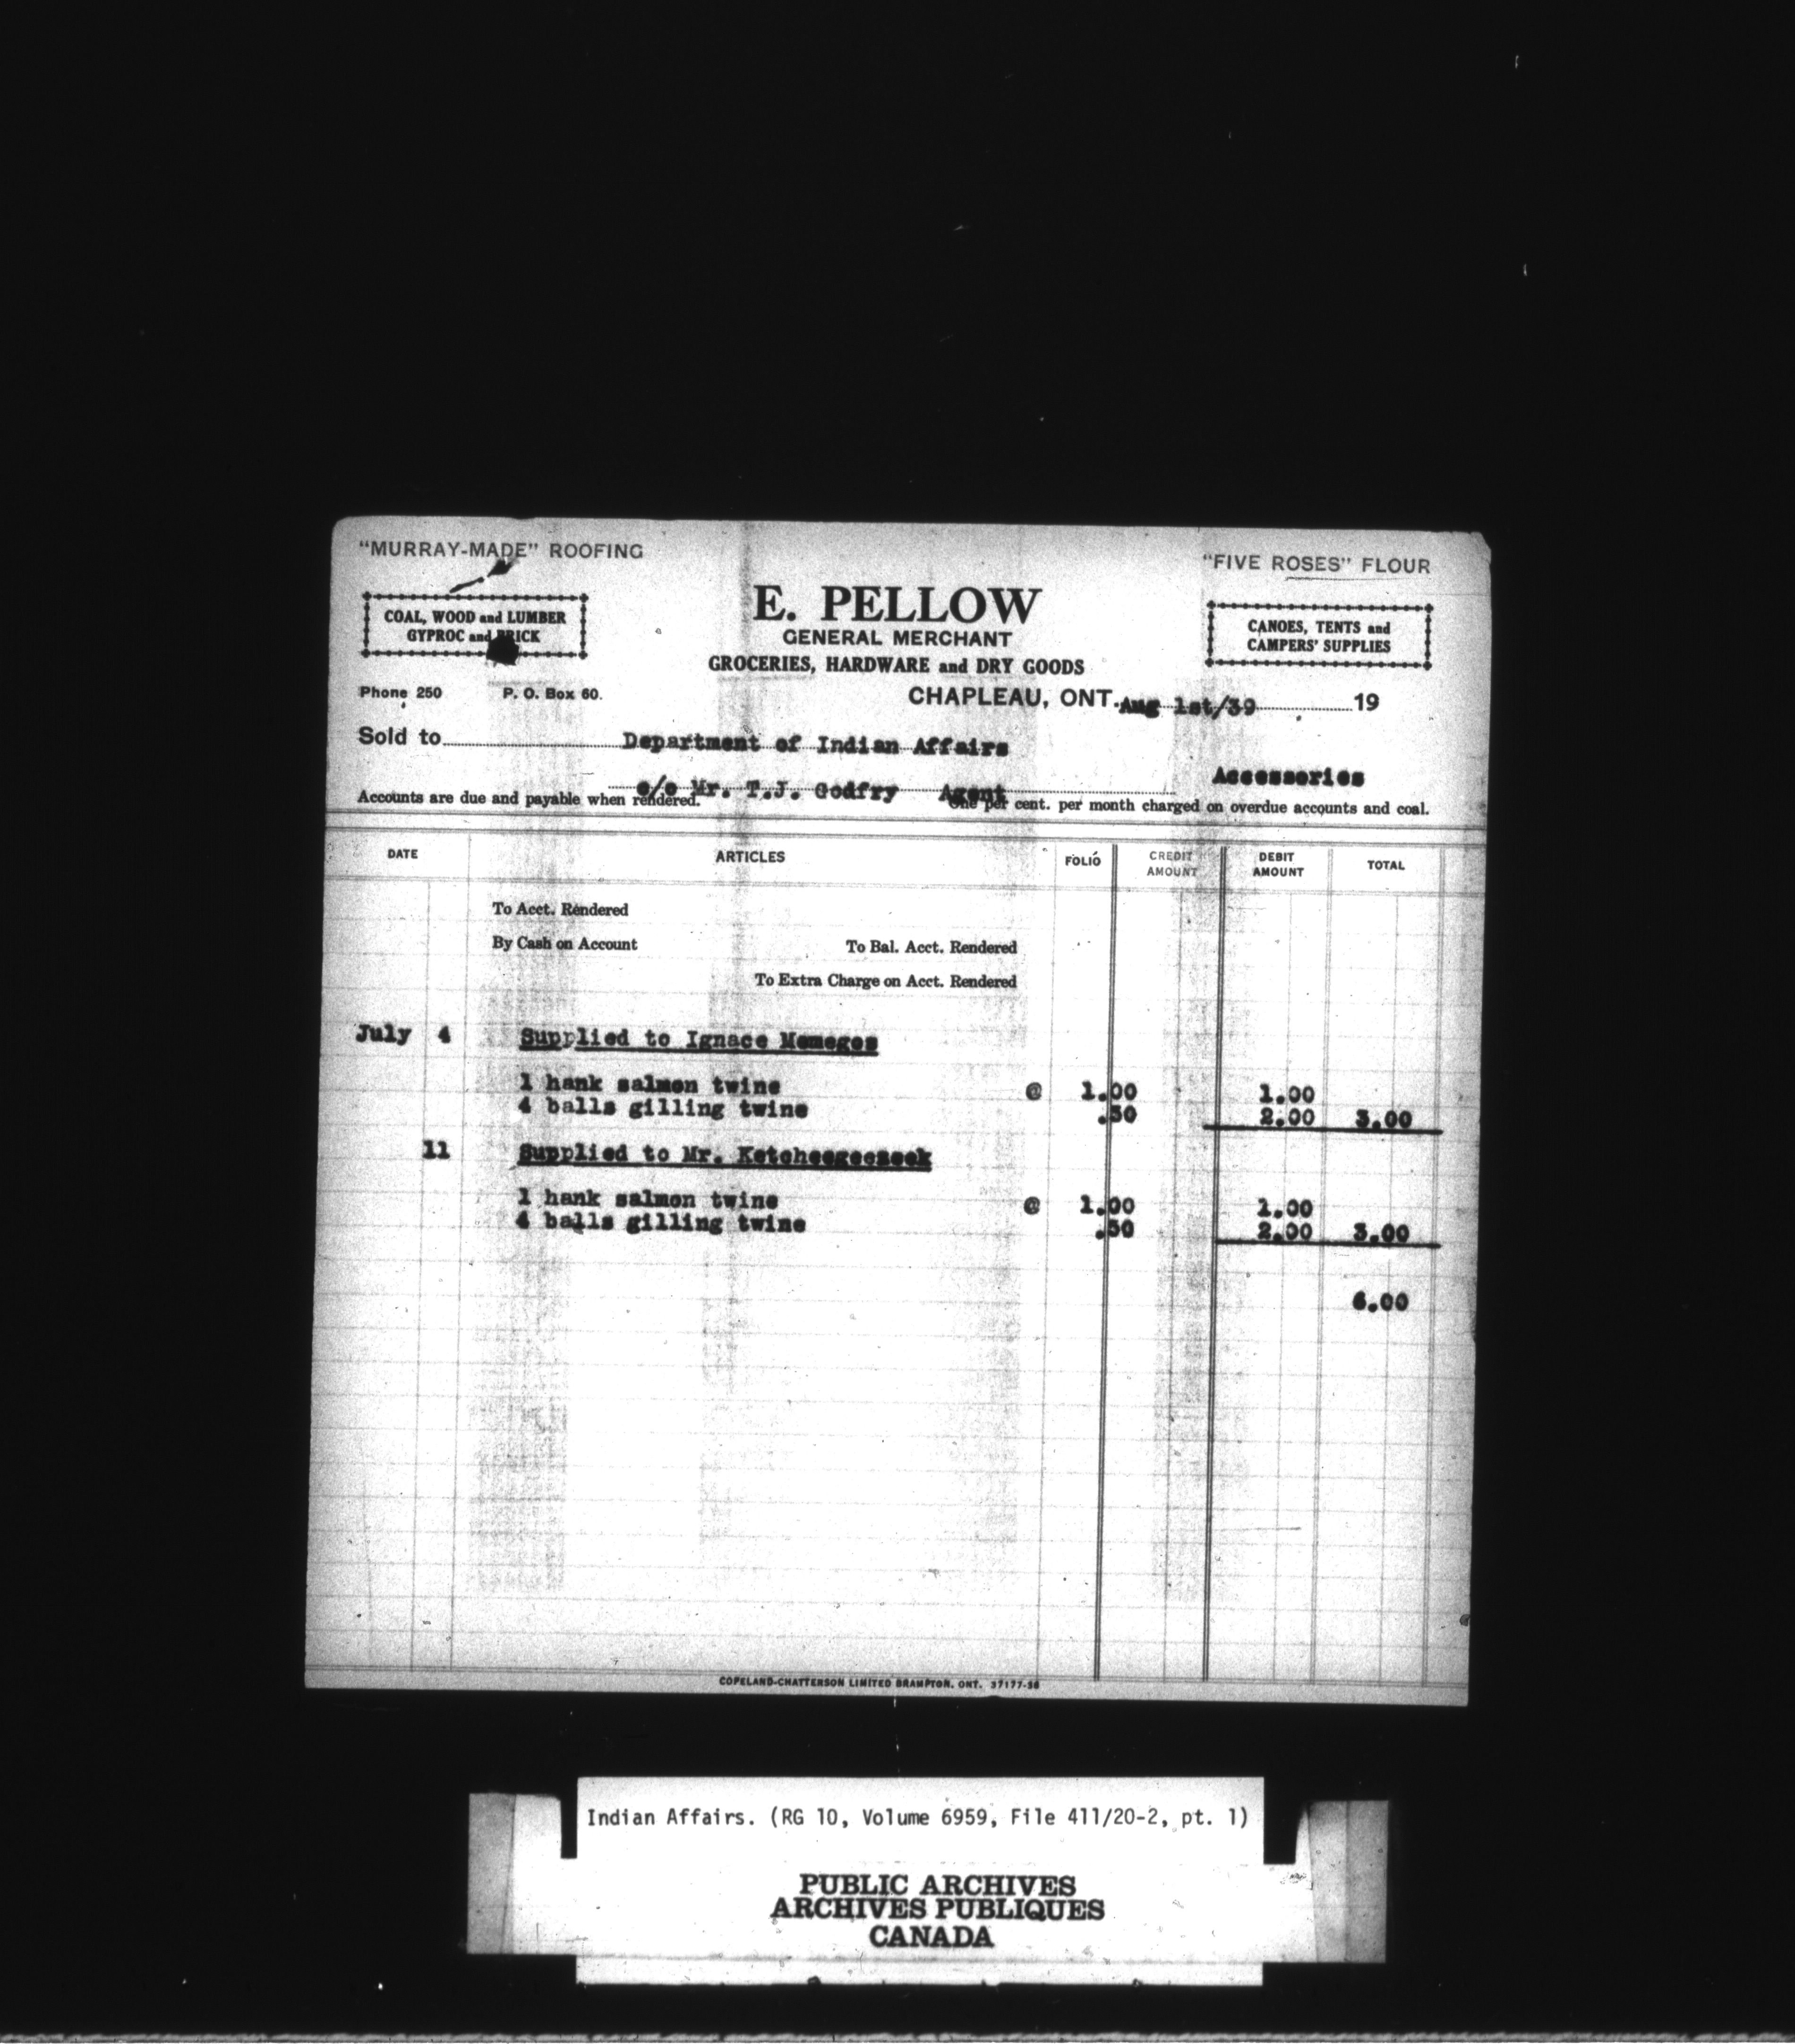 "MURRAY-MADE" ROOFING
"FIVE ROSES" FLOUR
COAL, WOOD and LUMBER
GYPROC and BRICK
E. PELLOW
GENERAL MERCHANT
GROCERIES, HARDWARE and DRY GOODS
CANOES, TENTS and
CAMPERS' SUPPLIES
Phone 250 P. O. Box 60.
CHAPLEAU, ONT. Aug 1st/39 19
Sold to Department of Indian Affairs
c/o Mr. T.J. Godfry Agent
Accessories
Accounts are due and payable when rendered. One per cent. per month charged on overdue accounts and coal.
DATE ARTICLES FOLIO CREDIT AMOUNT DEBIT AMOUNT TOTAL
To Acct. Rendered
By Cash on Account To Bal. Acct. Rendered
To Extra Charge on Acct. Rendered
July 4 Supplied to Ignace Memegos
1 hank salmon twine @ 1.00 1.00
4 balls gilling twine .50 2.00 3.00
11 Supplied to Mr. Ketcheegeezeek
1 hank salmon twine @ 1.00 1.00
4 balls gilling twine .50 2.00 3.00
6.00
COPELAND-CHATTERSON LIMITED BRAMPTON, ONT. 37177-38
Indian Affairs. (RG 10, Volume 6959, File 411/20-2, pt. 1)
PUBLIC ARCHIVES
ARCHIVES PUBLIQUES
CANADA